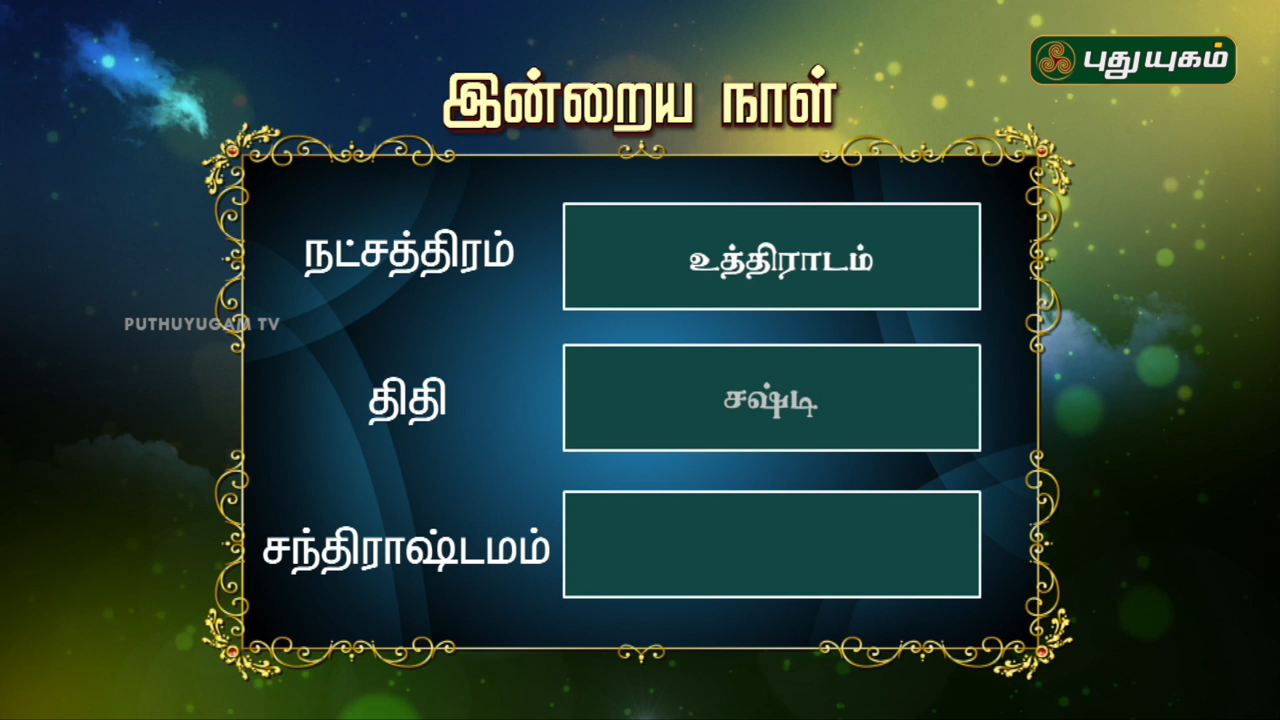 புதுயுகம்
இன்றைய நாள்
நட்சத்திரம்
உத்திராடம்
PUTHUYUGAM TV
திதி
சஷ்டி
சந்திராஷ்டமம்